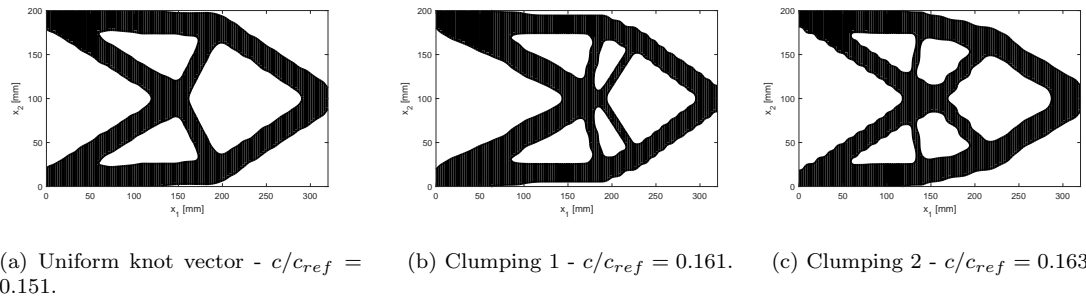 200
150
100
50
0
x2 [mm]
0 50 100 150 200 250 300
x1 [mm]
200
150
100
50
0
x2 [mm]
0 50 100 150 200 250 300
x1 [mm]
200
150
100
50
0
x2 [mm]
0 50 100 150 200 250 300
x1 [mm]
(a) Uniform knot vector - c/cref =
0.151.
(b) Clumping 1 - c/cref = 0.161.
(c) Clumping 2 - c/cref = 0.163